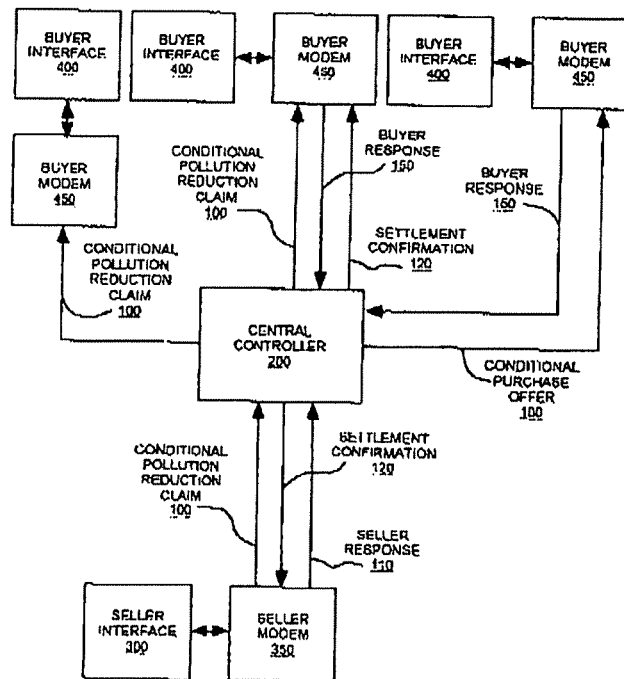 BUYER
INTERFACE
400
BUYER
INTERFACE
400
BUYER
MODEM
450
BUYER
INTERFACE
400
BUYER
MODEM
450
BUYER
MODEM
450
CONDITIONAL
POLLUTION
REDUCTION
CLAIM
100
CONDITIONAL
POLLUTION
REDUCTION
CLAIM
100
BUYER
RESPONSE
160
SETTLEMENT
CONFIRMATION
120
BUYER
RESPONSE
160
CENTRAL
CONTROLLER
200
CONDITIONAL
PURCHASE
OFFER
100
CONDITIONAL
POLLUTION
REDUCTION
CLAIM
100
SETTLEMENT
CONFIRMATION
120
SELLER
RESPONSE
110
SELLER
INTERFACE
300
SELLER
MODEM
350